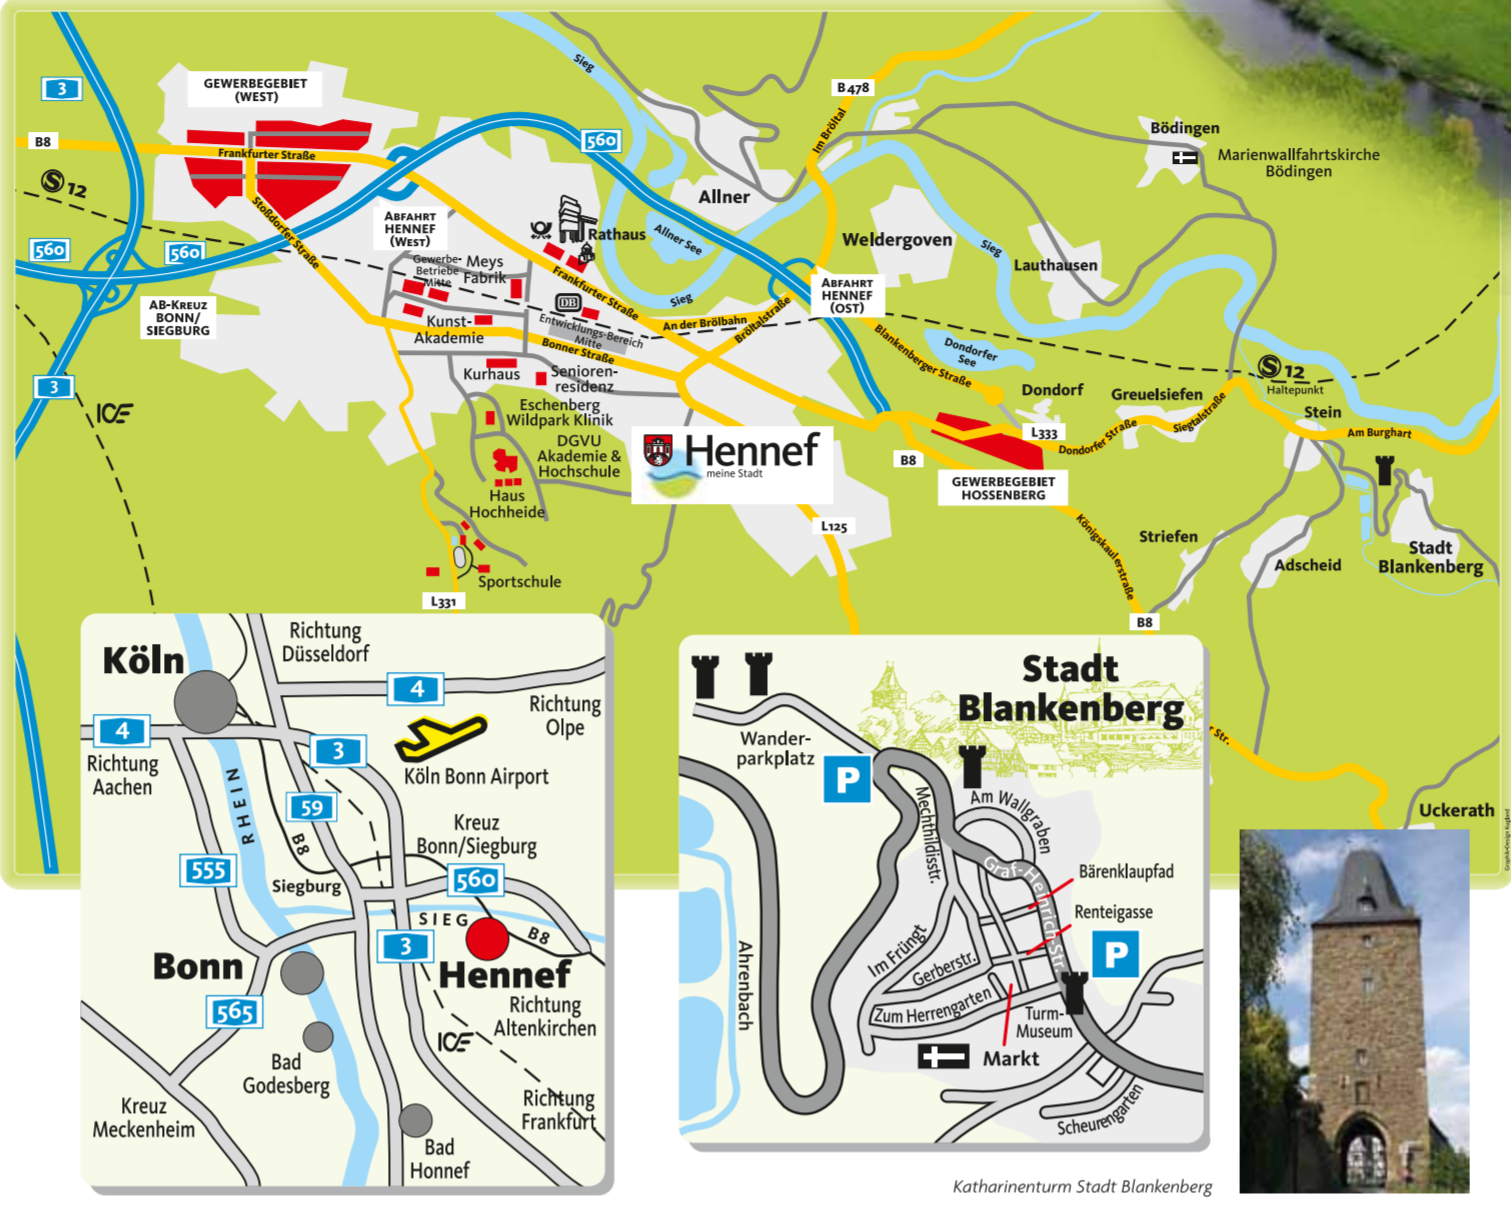 3
GEWERBEGEBIET
(WEST)
B8
Frankfurter Straße
S 12
Stoßdorfer Straße
560
560
560
AB-KREUZ
BONN/
SIEGBURG
3
ICE
ABFAHRT
HENNEF
(WEST)
Gewerbe-
Betriebe
Mitte
Meys
Fabrik
Rathaus
DB
Frankfurter Straße
Kunst-
Akademie
Entwicklungs-Bereich
Mitte
Bonner Straße
Kurhaus
Senioren-
residenz
Eschenberg
Wildpark Klinik
DGVU
Akademie &
Hochschule
Haus
Hochheide
Sportschule
L331
Sieg
Allner
Allner See
Sieg
An der Brölbahn
Bröltalstraße
B 478
Im Bröltal
Weldergoven
ABFAHRT
HENNEF
(OST)
Sieg
Lauthausen
Bödingen
Marienwallfahrtskirche
Bödingen
Blankenberger Straße
Dondorfer
See
Dondorf
Greuelsiefen
S 12
Haltepunkt
Stein
Siegtalstraße
Am Burghart
L333
Dondorfer Straße
B8
GEWERBEGEBIET
HOSSENBERG
Hennef
meine Stadt
L125
Königskaulerstraße
Striefen
Adscheid
Stadt
Blankenberg
B8
r Str.
Uckerath
Köln
Richtung
Düsseldorf
4
Richtung
Olpe
4
Richtung
Aachen
3
Köln Bonn Airport
RHEIN
59
B8
Kreuz
Bonn/Siegburg
555
Siegburg
560
SIEG
3
B8
Bonn
Hennef
565
Richtung
Altenkirchen
ICE
Bad
Godesberg
Kreuz
Meckenheim
Richtung
Frankfurt
Bad
Honnef
Stadt
Blankenberg
Wander-
parkplatz
P
Mechthildisstr.
Am Wallgraben
Graf-Heinrich-Str.
Bärenklaupfad
Renteigasse
P
Im Früngt
Gerberstr.
Zum Herrengarten
Turm-
Museum
Markt
Ahrenbach
Scheurengarten
Katharinenturm Stadt Blankenberg